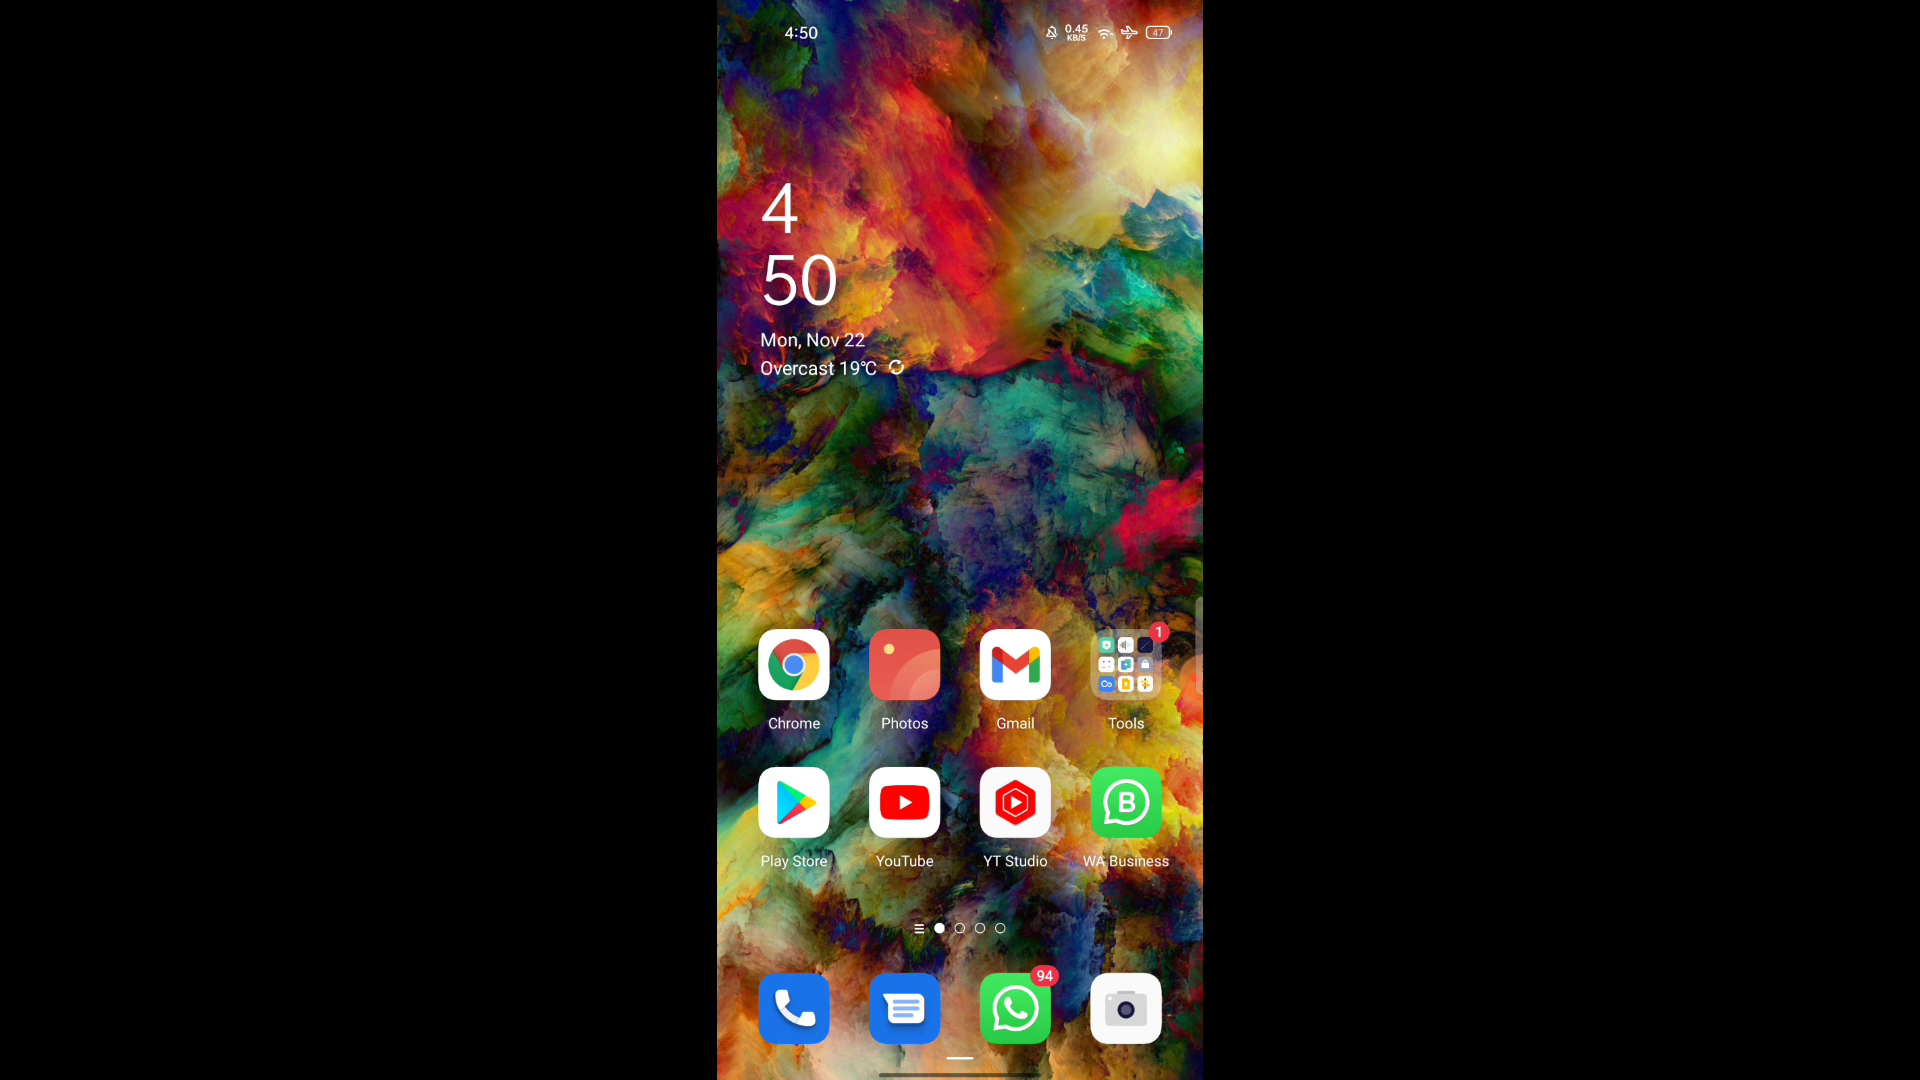 4:50
0.45
KB/S
47
4
50
Mon, Nov 22
Overcast 19℃
1
Chrome
Photos
Gmail
Tools
B
Play Store
YouTube
YT Studio
WA Business
94